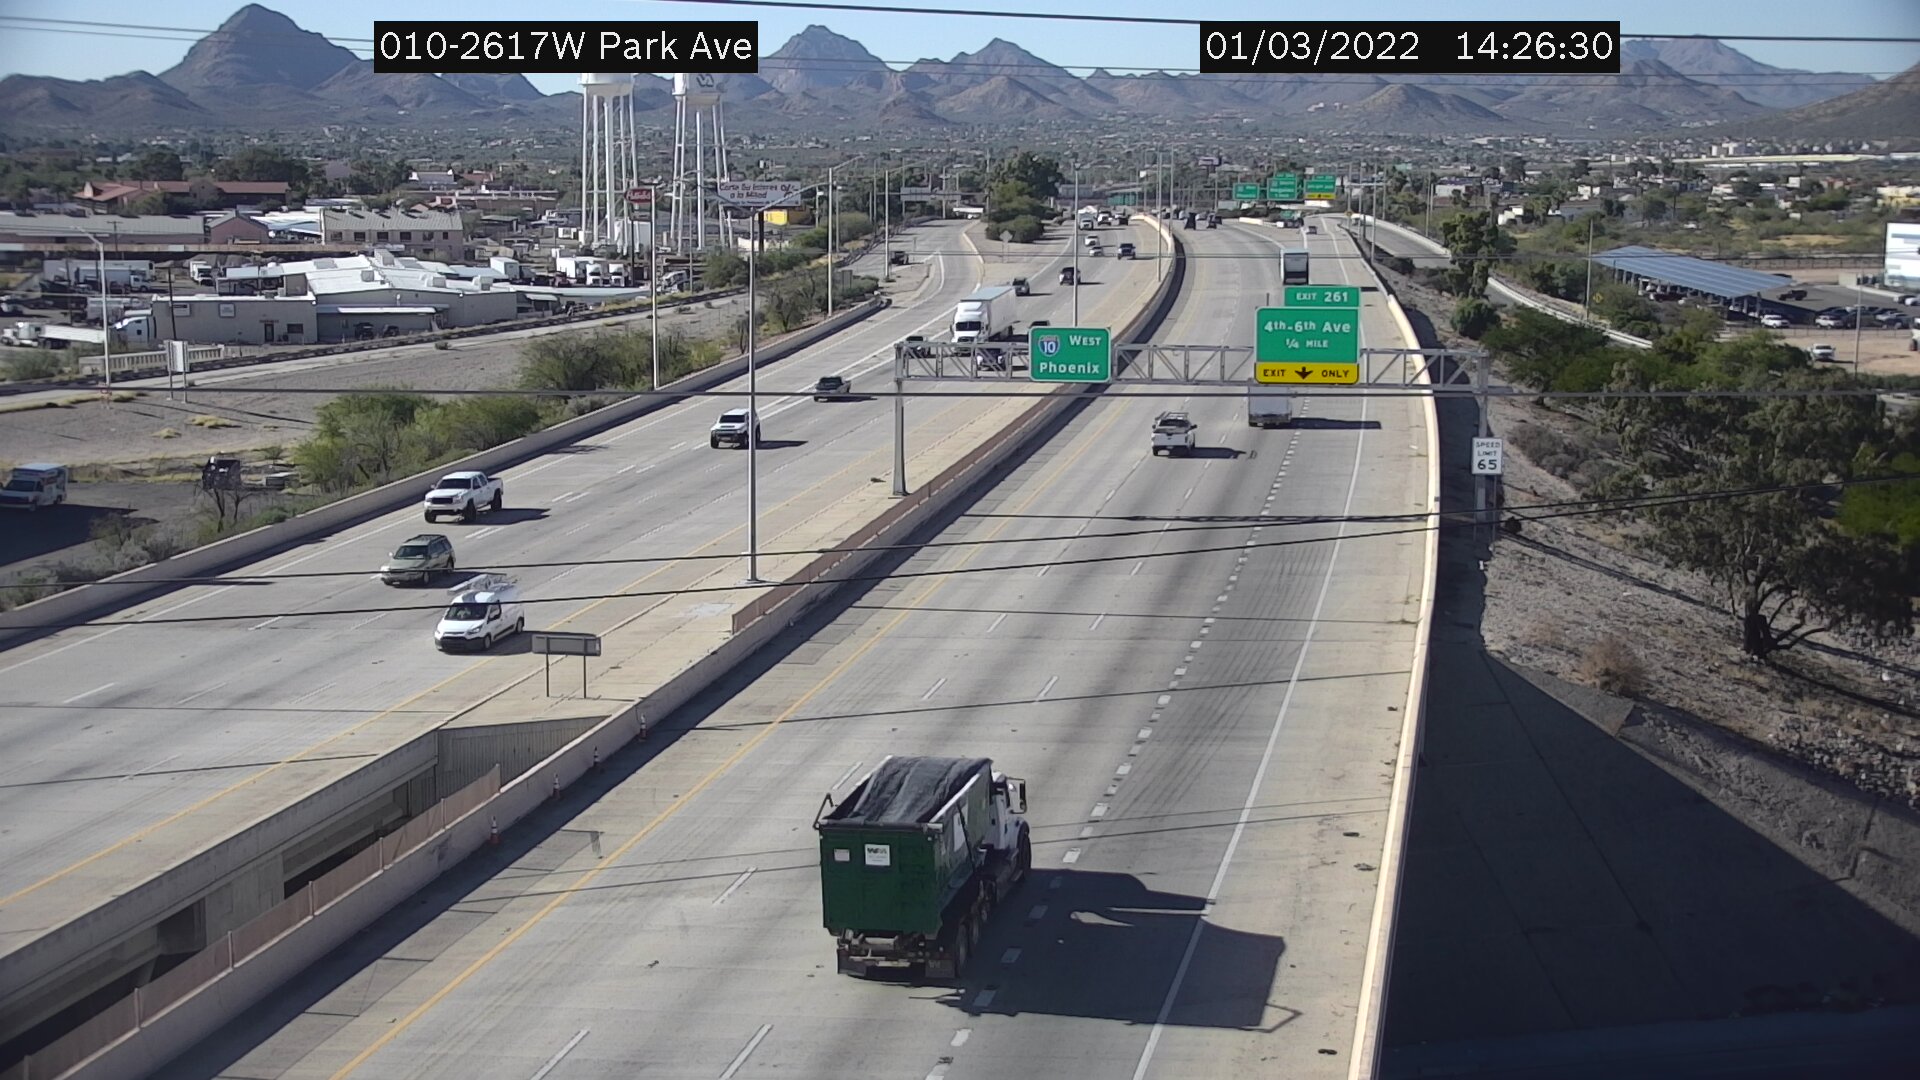 010-2617W Park Ave
01/03/2022 14:26:30
EXIT 261
4th-6th Ave
1/4 MILE
EXIT ONLY
10 WEST
Phoenix
SPEED
LIMIT
65